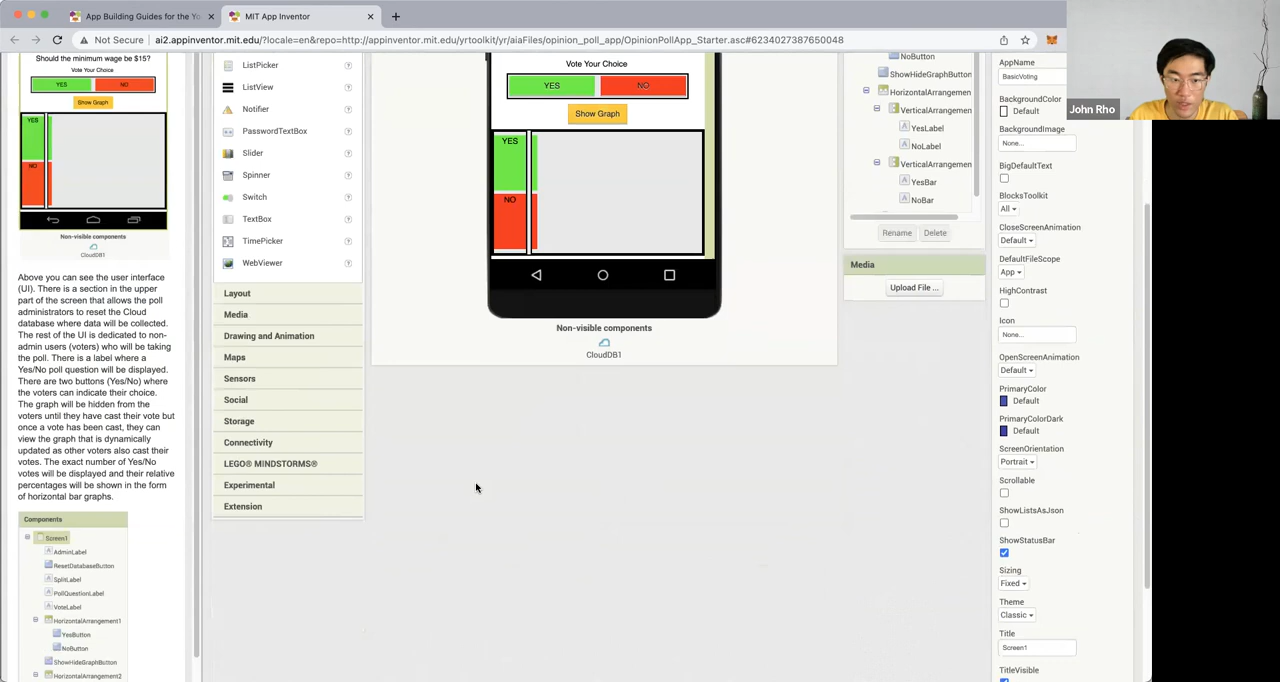 App Building Guides for the Yo
MIT App Inventor
Not Secure
ai2.appinventor.mit.edu/?locale=en&repo=http://appinventor.mit.edu/yrtoolkit/yr/aiaFiles/opinion_poll_app/OpinionPollApp_Starter.asc#6234027387650048
John Rho
Should the minimum wage be $15?
Vote Your Choice
YES
NO
Show Graph
YES
NO
Non-visible components
CloudDB1
Above you can see the user interface
(UI). There is a section in the upper
part of the screen that allows the poll
administrators to reset the Cloud
database where data will be collected.
The rest of the UI is dedicated to non-
admin users (voters) who will be taking
the poll. There is a label where a
Yes/No poll question will be displayed.
There are two buttons (Yes/No) where
the voters can indicate their choice.
The graph will be hidden from the
voters until they have cast their vote but
once a vote has been cast, they can
view the graph that is dynamically
updated as other voters also cast their
votes. The exact number of Yes/No
votes will be displayed and their relative
percentages will be shown in the form
of horizontal bar graphs.
Components
Screen1
AdminLabel
ResetDatabaseButton
SplitLabel
PollQuestionLabel
VoteLabel
HorizontalArrangement1
YesButton
NoButton
ShowHideGraphButton
HorizontalArrangement2
ListPicker
ListView
Notifier
PasswordTextBox
Slider
Spinner
Switch
TextBox
TimePicker
WebViewer
Layout
Media
Drawing and Animation
Maps
Sensors
Social
Storage
Connectivity
LEGO® MINDSTORMS®
Experimental
Extension
Vote Your Choice
YES
NO
Show Graph
YES
NO
Non-visible components
CloudDB1
NoButton
ShowHideGraphButton
HorizontalArrangemen
VerticalArrangemen
YesLabel
NoLabel
VerticalArrangemen
YesBar
NoBar
Rename
Delete
Media
Upload File ...
AppName
BasicVoting
BackgroundColor
Default
BackgroundImage
None...
BigDefaultText
BlocksToolkit
All
CloseScreenAnimation
Default
DefaultFileScope
App
HighContrast
Icon
None...
OpenScreenAnimation
Default
PrimaryColor
Default
PrimaryColorDark
Default
ScreenOrientation
Portrait
Scrollable
ShowListsAsJson
ShowStatusBar
Sizing
Fixed
Theme
Classic
Title
Screen1
TitleVisible